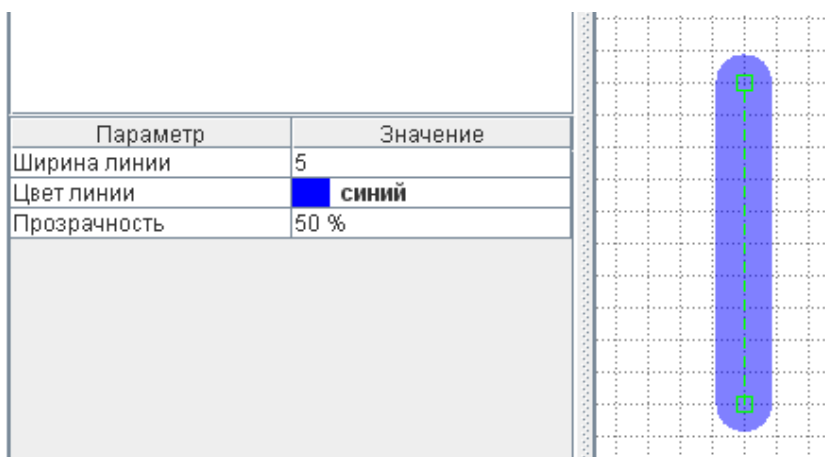 Параметр Значение
Ширина линии 5
Цвет линии синий
Прозрачность 50 %